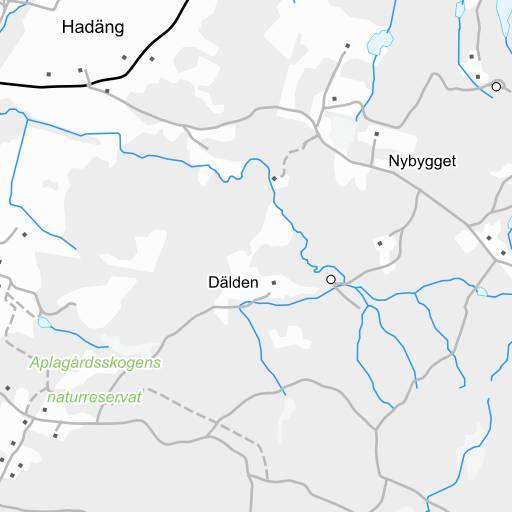 Hadäng
Nybygget
Dälden
Aplagårdsskogens
naturreservat